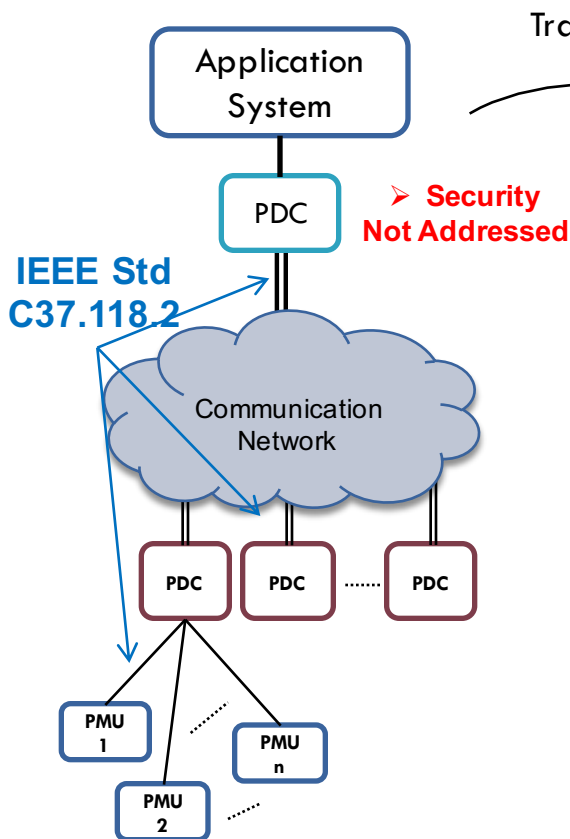 Tra
Application
System
PDC
➢ Security
Not Addressed
IEEE Std
C37.118.2
Communication
Network
PDC
PDC
PDC
PMU
1
PMU
n
PMU
2